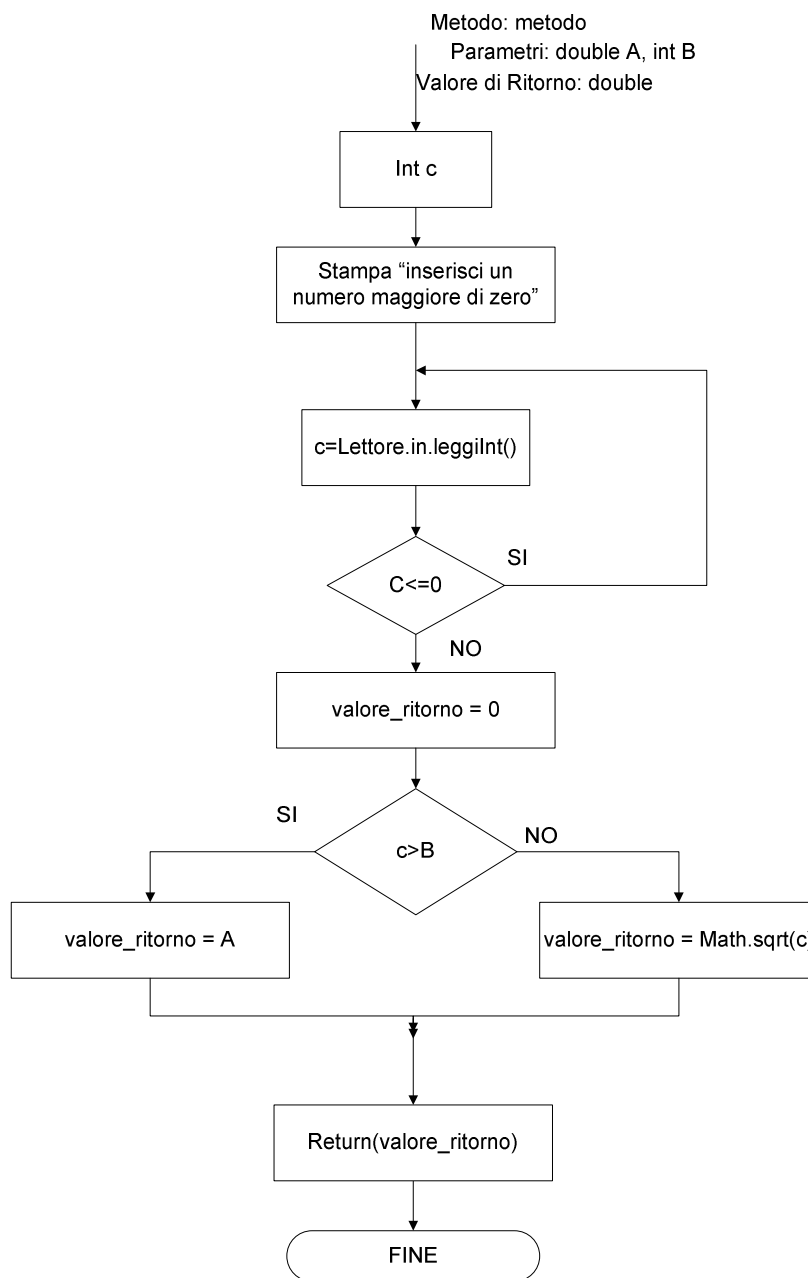 Metodo: metodo
Parametri: double A, int B
Valore di Ritorno: double
Int c
Stampa “inserisci un
numero maggiore di zero”
c=Lettore.in.leggiInt()
C<=0
SI
NO
valore_ritorno = 0
SI
c>B
NO
valore_ritorno = A
valore_ritorno = Math.sqrt(c)
Return(valore_ritorno)
FINE